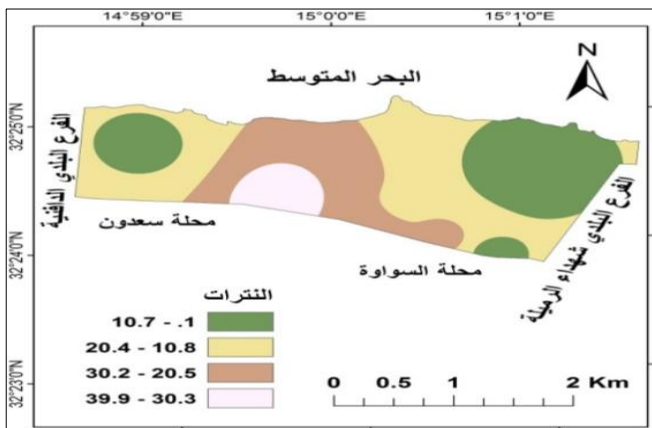 14°59'0"E 15°0'0"E 15°1'0"E
N
البحر المتوسط
32°25'0"N
32°24'0"N
32°23'0"N
الفرع البلدي الدافنية
الفرع البلدي شهداء الرميلة
محلة سعدون
محلة السواوة
النترات
10.7 - .1
20.4 - 10.8
30.2 - 20.5
39.9 - 30.3
0 0.5 1 2 Km